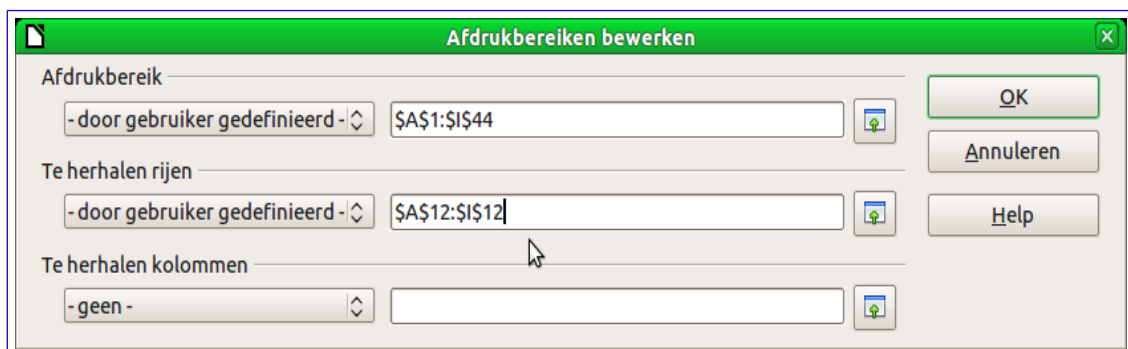 Afdrukbereiken bewerken
Afdrukbereik
- door gebruiker gedefinieerd -
$A$1:$I$44
OK
Annuleren
Te herhalen rijen
- door gebruiker gedefinieerd -
$A$12:$I$12
Help
Te herhalen kolommen
- geen -